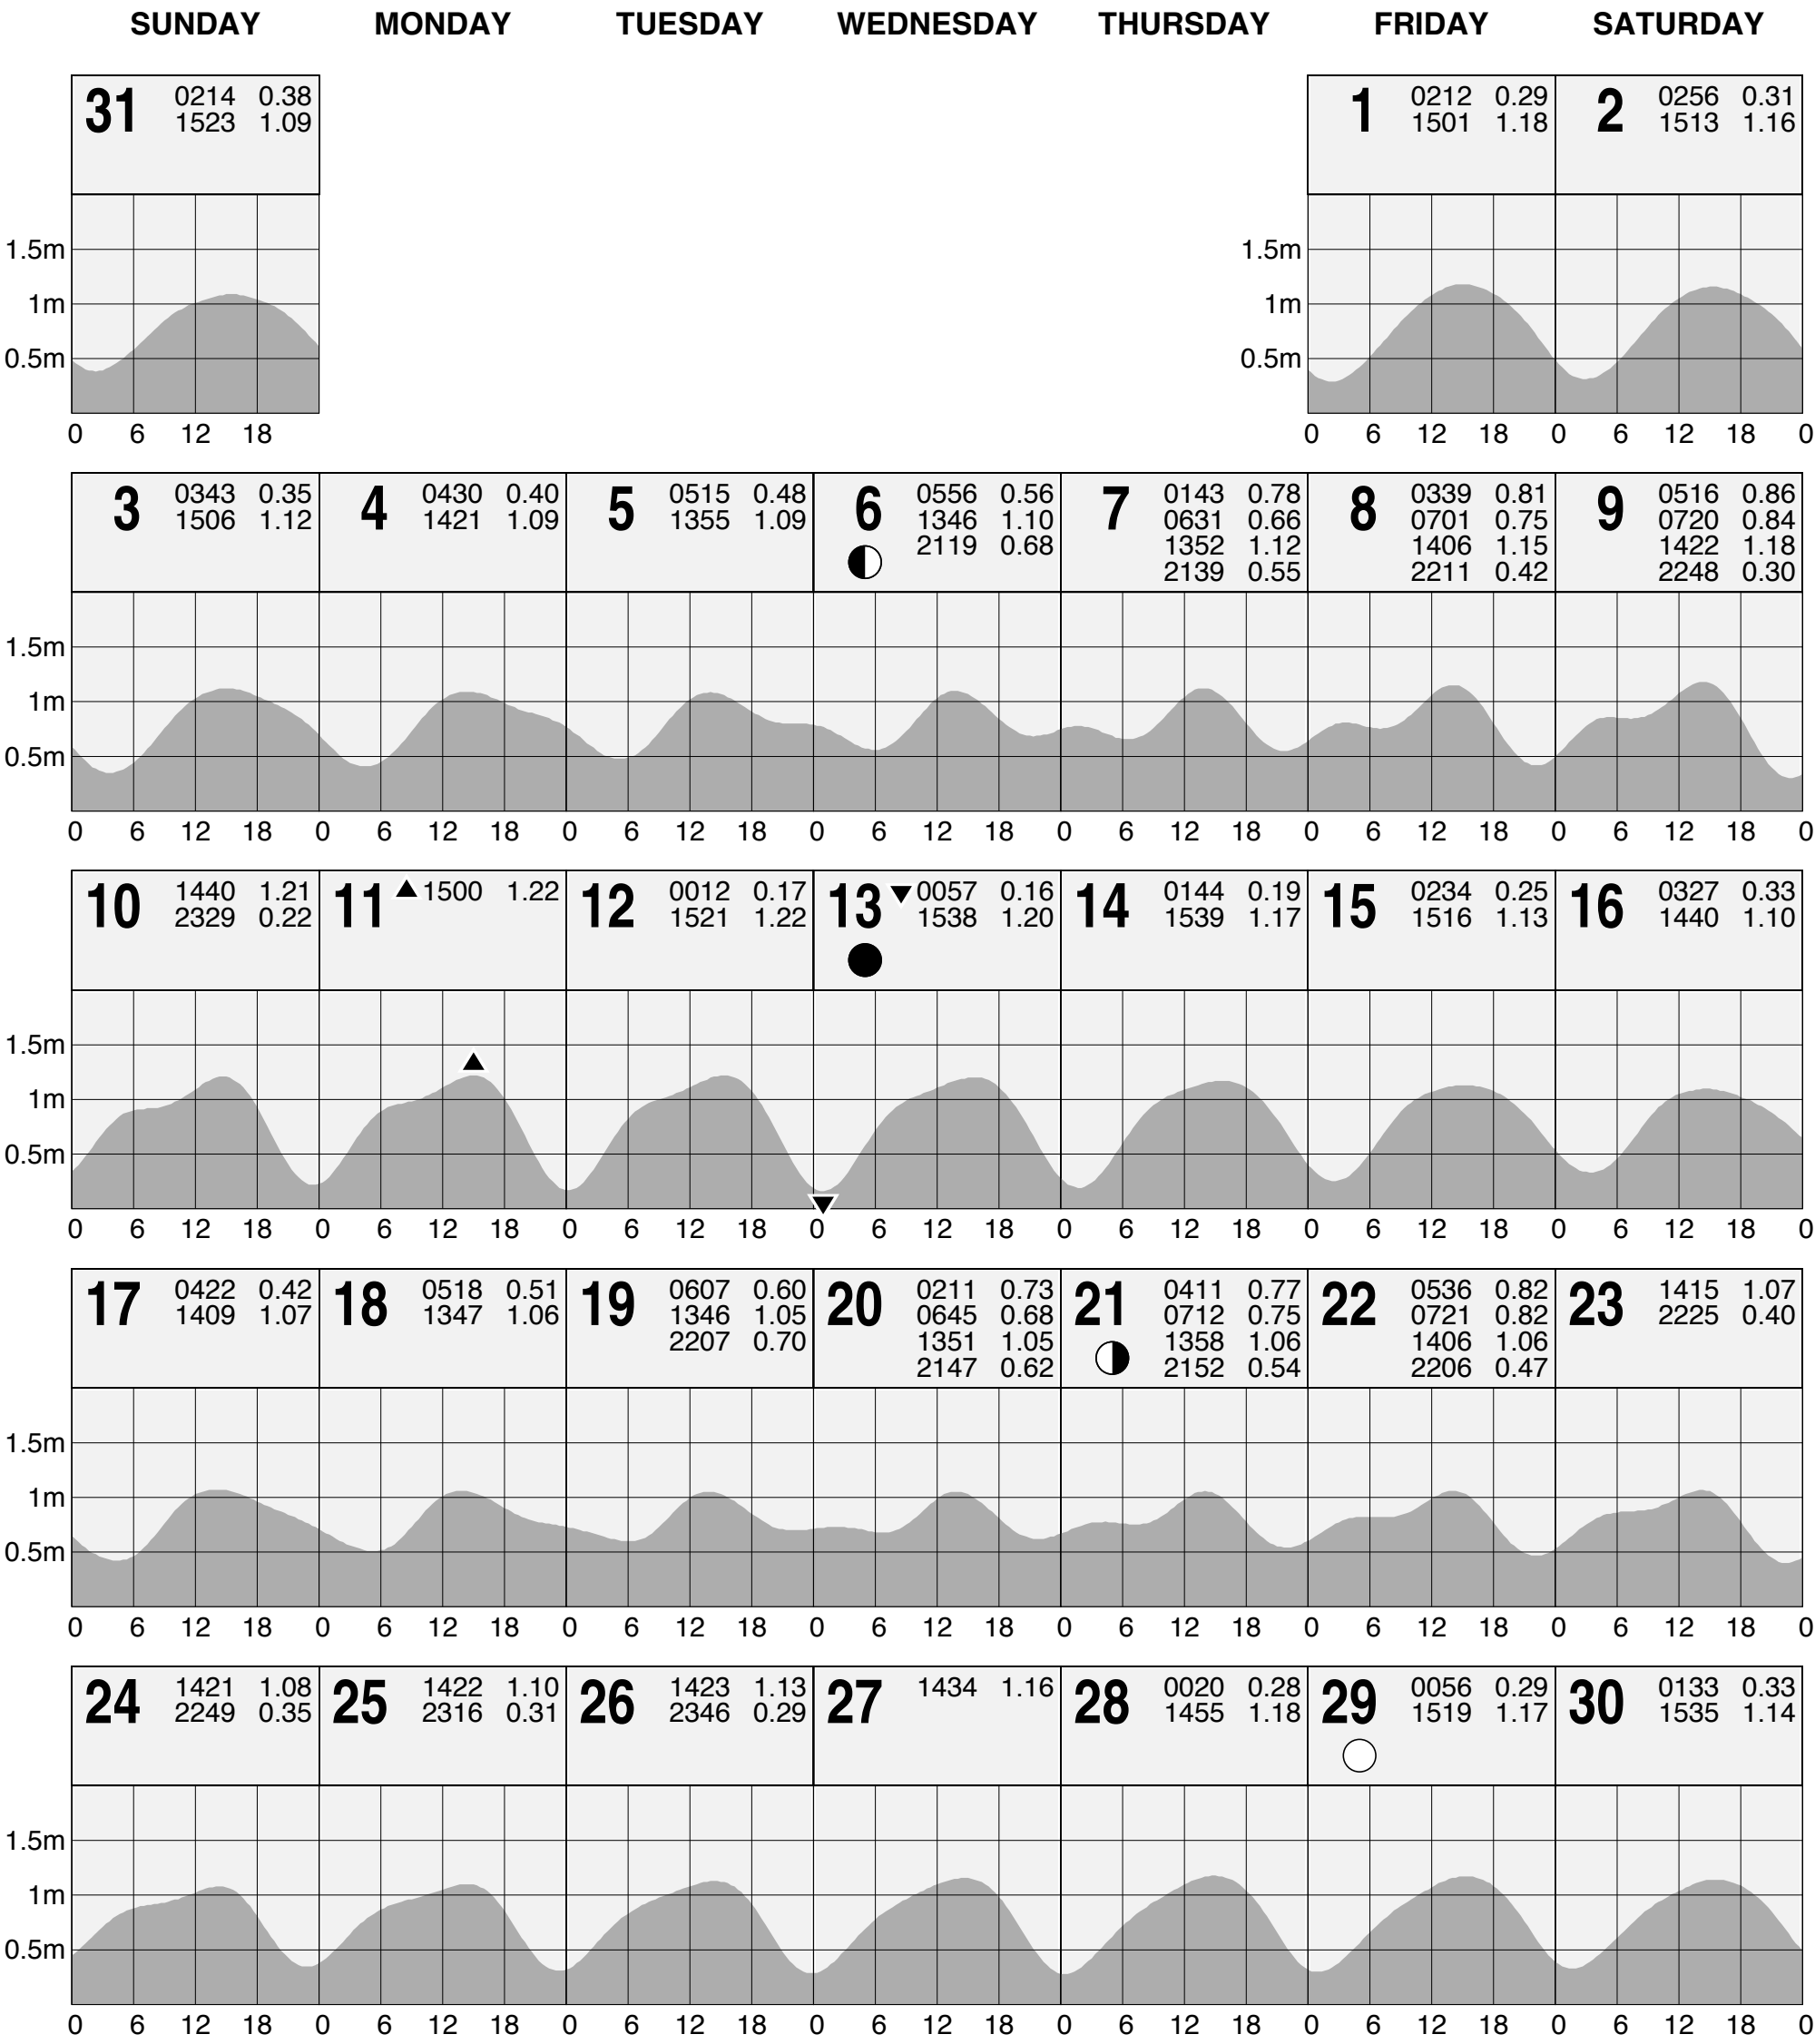 SUNDAY MONDAY TUESDAY WEDNESDAY THURSDAY FRIDAY SATURDAY
31 0214 0.38
1523 1.09
1 0212 0.29
1501 1.18
2 0256 0.31
1513 1.16
1.5m 1.5m
1m 1m
0.5m 0.5m
0 6 12 18 0 6 12 18 0 6 12 18 0
3 0343 0.35
1506 1.12
4 0430 0.40
1421 1.09
5 0515 0.48
1355 1.09
6 0556 0.56
1346 1.10
2119 0.68
7 0143 0.78
0631 0.66
1352 1.12
2139 0.55
8 0339 0.81
0701 0.75
1406 1.15
2211 0.42
9 0516 0.86
0720 0.84
1422 1.18
2248 0.30
1.5m
1m
0.5m
0 6 12 18 0 6 12 18 0 6 12 18 0 6 12 18 0 6 12 18 0 6 12 18 0 6 12 18 0
10 1440 1.21
2329 0.22
11 1500 1.22
12 0012 0.17
1521 1.22
13 0057 0.16
1538 1.20
14 0144 0.19
1539 1.17
15 0234 0.25
1516 1.13
16 0327 0.33
1440 1.10
1.5m
1m
0.5m
0 6 12 18 0 6 12 18 0 6 12 18 0 6 12 18 0 6 12 18 0 6 12 18 0 6 12 18 0
17 0422 0.42
1409 1.07
18 0518 0.51
1347 1.06
19 0607 0.60
1346 1.05
2207 0.70
20 0211 0.73
0645 0.68
1351 1.05
2147 0.62
21 0411 0.77
0712 0.75
1358 1.06
2152 0.54
22 0536 0.82
0721 0.82
1406 1.06
2206 0.47
23 1415 1.07
2225 0.40
1.5m
1m
0.5m
0 6 12 18 0 6 12 18 0 6 12 18 0 6 12 18 0 6 12 18 0 6 12 18 0 6 12 18 0
24 1421 1.08
2249 0.35
25 1422 1.10
2316 0.31
26 1423 1.13
2346 0.29
27 1434 1.16
28 0020 0.28
1455 1.18
29 0056 0.29
1519 1.17
30 0133 0.33
1535 1.14
1.5m
1m
0.5m
0 6 12 18 0 6 12 18 0 6 12 18 0 6 12 18 0 6 12 18 0 6 12 18 0 6 12 18 0